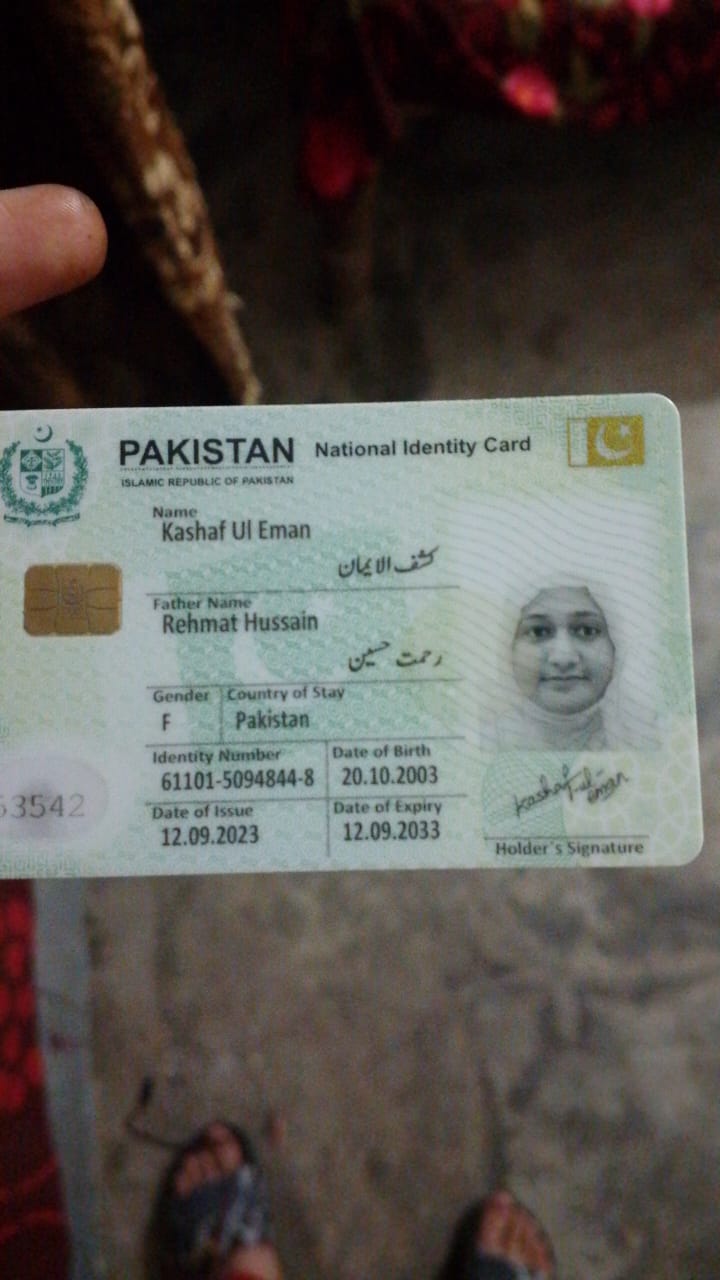 PAKISTAN National Identity Card
ISLAMIC REPUBLIC OF PAKISTAN
Name
Kashaf Ul Eman
کشف الایمان
Father Name
Rehmat Hussain
رحمت حسین
Gender Country of Stay
F Pakistan
Identity Number Date of Birth
61101-5094844-8 20.10.2003
Date of Issue Date of Expiry
12.09.2023 12.09.2033
53542
Kashaf-ul-eman
Holder's Signature